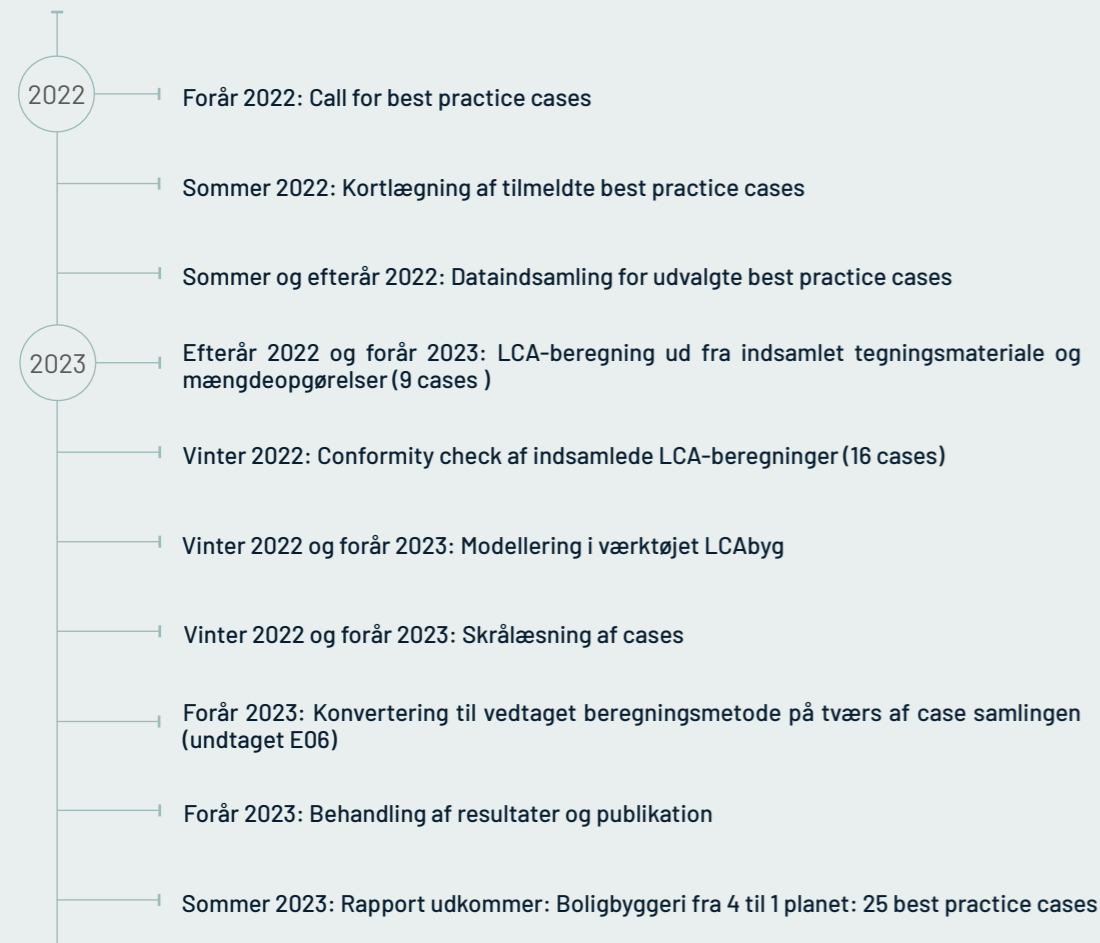 2022
Forår 2022: Call for best practice cases
Sommer 2022: Kortlægning af tilmeldte best practice cases
Sommer og efterår 2022: Dataindsamling for udvalgte best practice cases
2023
Efterår 2022 og forår 2023: LCA-beregning ud fra indsamlet tegningsmateriale og
mængdeopgørelser (9 cases )
Vinter 2022: Conformity check af indsamlede LCA-beregninger (16 cases)
Vinter 2022 og forår 2023: Modellering i værktøjet LCAbyg
Vinter 2022 og forår 2023: Skrålæsning af cases
Forår 2023: Konvertering til vedtaget beregningsmetode på tværs af case samlingen
(undtaget E06)
Forår 2023: Behandling af resultater og publikation
Sommer 2023: Rapport udkommer: Boligbyggeri fra 4 til 1 planet: 25 best practice cases